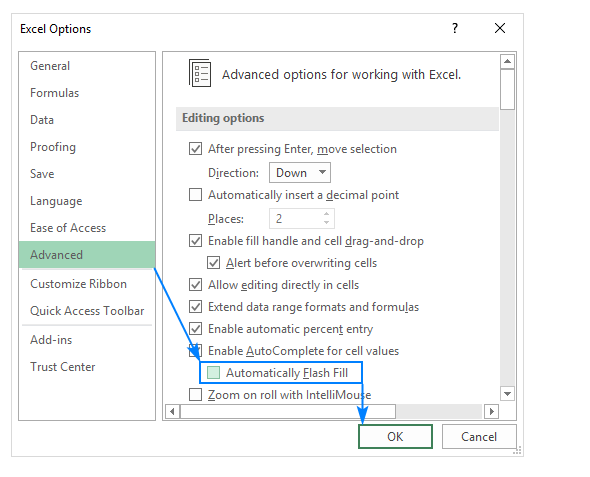 Excel Options ?
General
Formulas
Data
Proofing
Save
Language
Ease of Access
Advanced
Customize Ribbon
Quick Access Toolbar
Add-ins
Trust Center
Advanced options for working with Excel.
Editing options
After pressing Enter, move selection
Direction: Down
Automatically insert a decimal point
Places: 2
Enable fill handle and cell drag-and-drop
Alert before overwriting cells
Allow editing directly in cells
Extend data range formats and formulas
Enable automatic percent entry
Enable AutoComplete for cell values
Automatically Flash Fill
Zoom on roll with IntelliMouse
OK Cancel